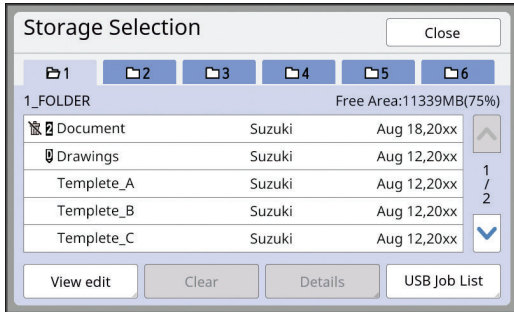 Storage Selection Close
1 2 3 4 5 6
1_FOLDER Free Area:11339MB(75%)
2 Document Suzuki Aug 18,20xx
Drawings Suzuki Aug 12,20xx
Templete_A Suzuki Aug 12,20xx
1
/
2
Templete_B Suzuki Aug 12,20xx
Templete_C Suzuki Aug 12,20xx
View edit Clear Details USB Job List